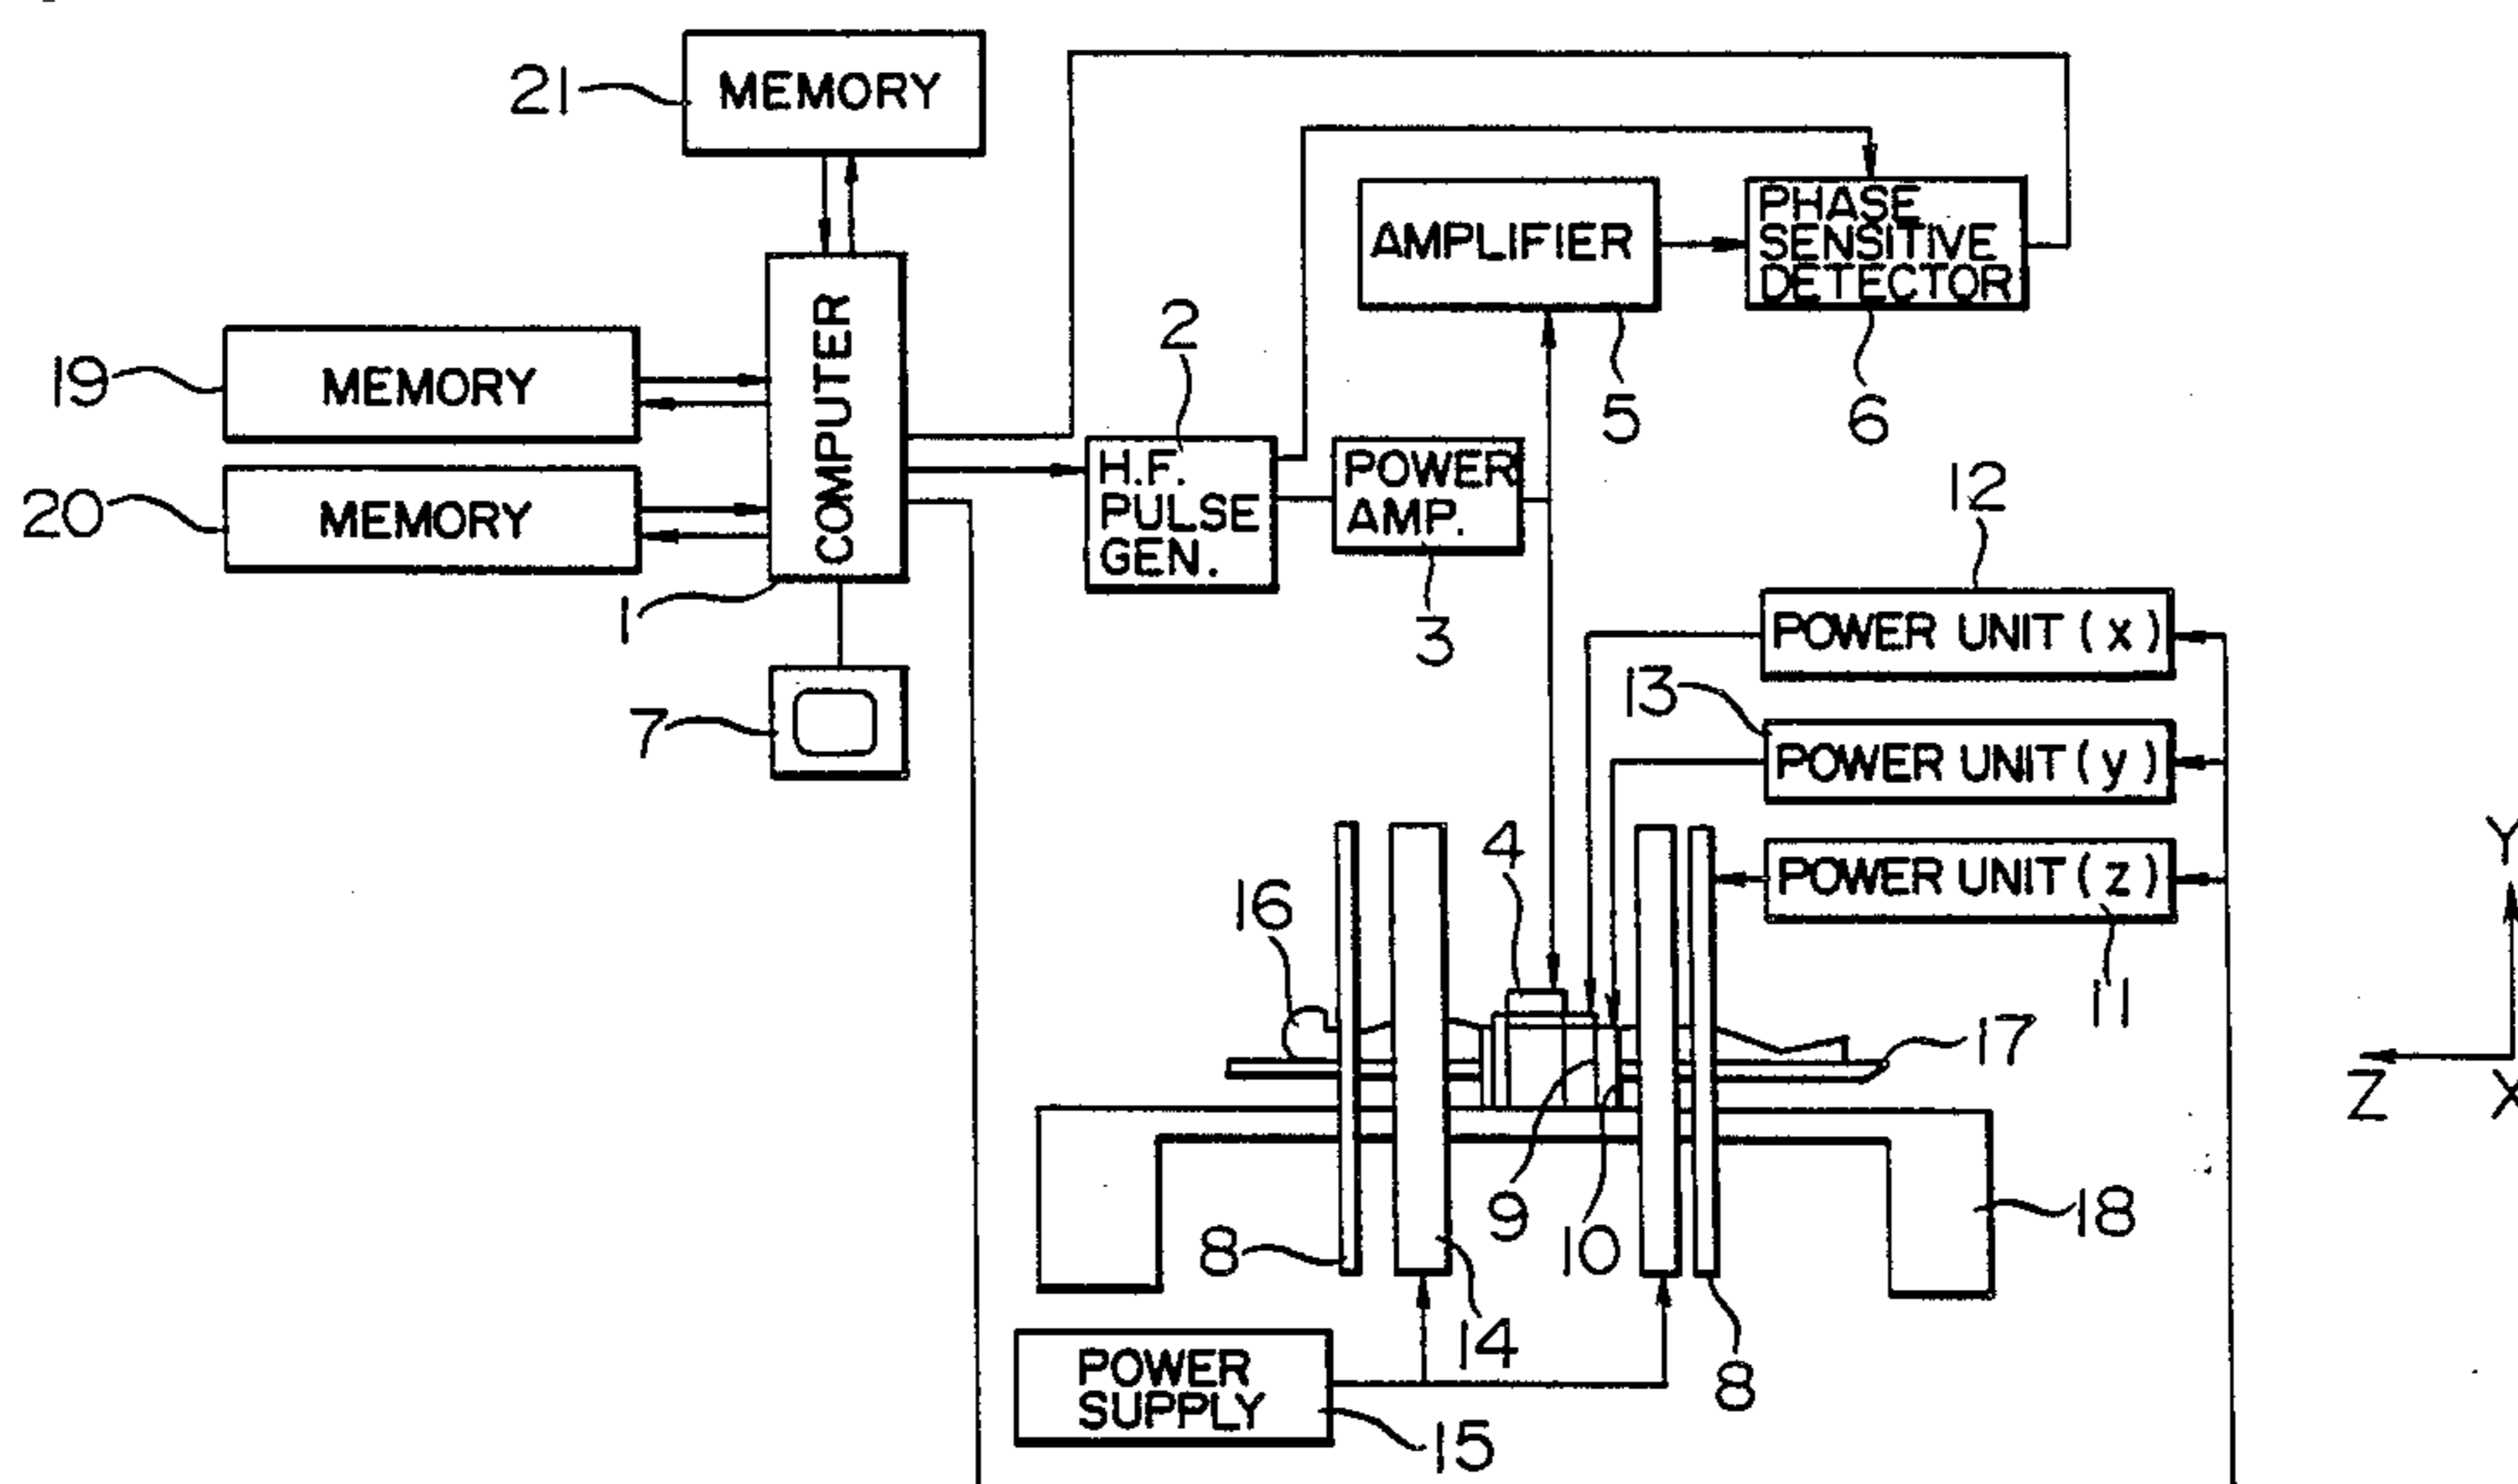 21
MEMORY
AMPLIFIER
PHASE
SENSITIVE
DETECTOR
19
MEMORY
COMPUTER
2
5
6
20
MEMORY
H.F.
PULSE
GEN.
POWER
AMP.
12
1
3
POWER UNIT (x)
7
13
POWER UNIT (y)
4
POWER UNIT (z)
Y
16
11
17
Z
X
9
10
8
18
14
8
POWER
SUPPLY
15